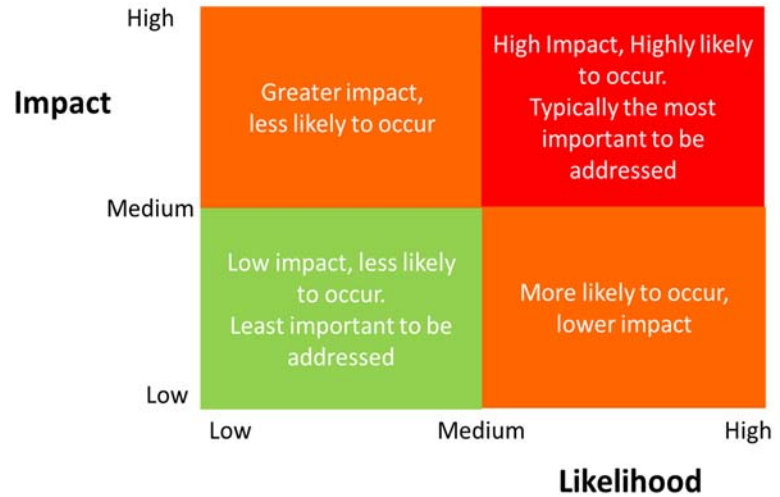 High
Impact
Greater impact,
less likely to occur
High Impact, Highly likely
to occur.
Typically the most
important to be
addressed
Medium
Low impact, less likely
to occur.
Least important to be
addressed
More likely to occur,
lower impact
Low
Low
Medium
High
Likelihood